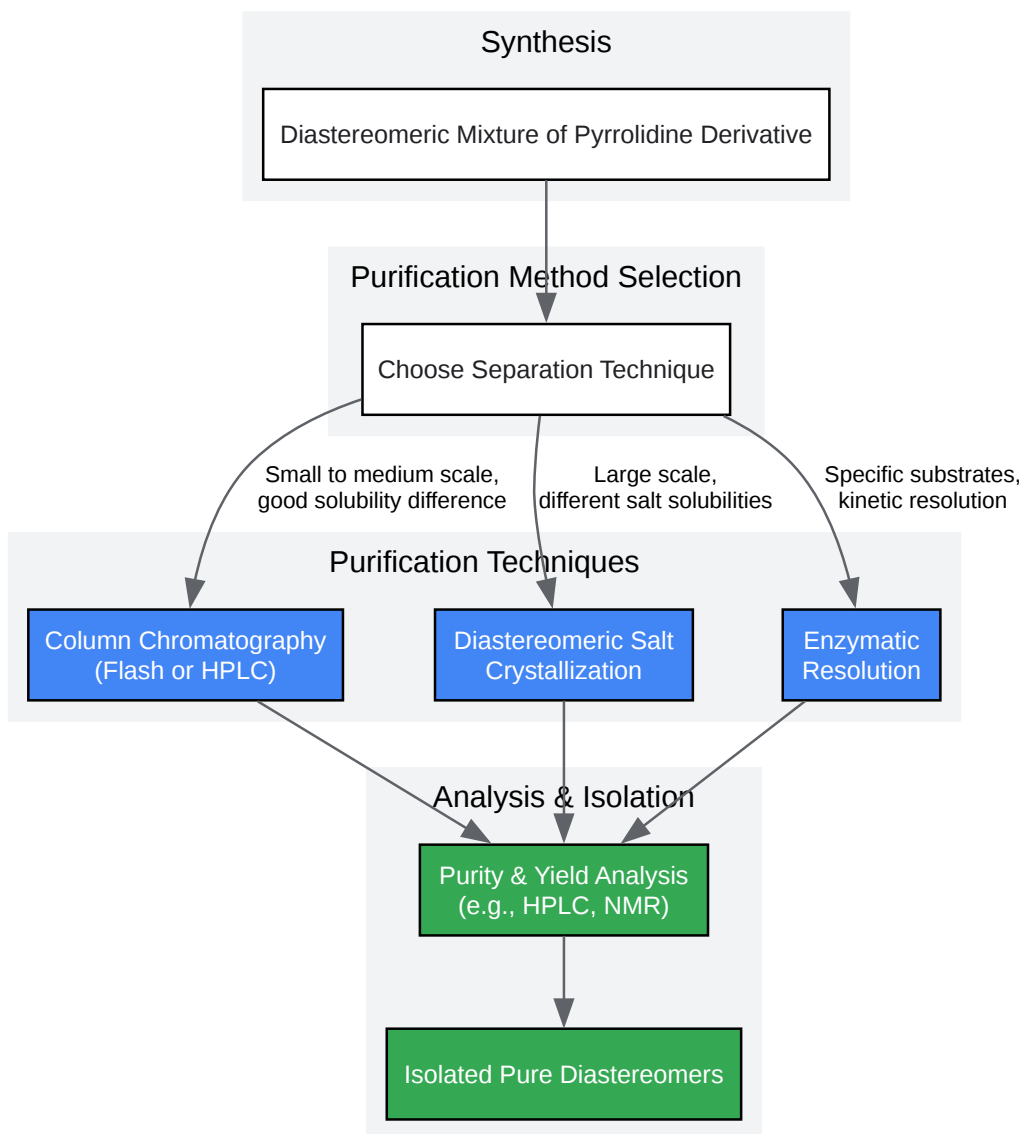 Synthesis
Diastereomeric Mixture of Pyrrolidine Derivative
Purification Method Selection
Choose Separation Technique
Small to medium scale,
good solubility difference
Large scale,
different salt solubilities
Specific substrates,
kinetic resolution
Purification Techniques
Column Chromatography
(Flash or HPLC)
Diastereomeric Salt
Crystallization
Enzymatic
Resolution
Analysis & Isolation
Purity & Yield Analysis
(e.g., HPLC, NMR)
Isolated Pure Diastereomers